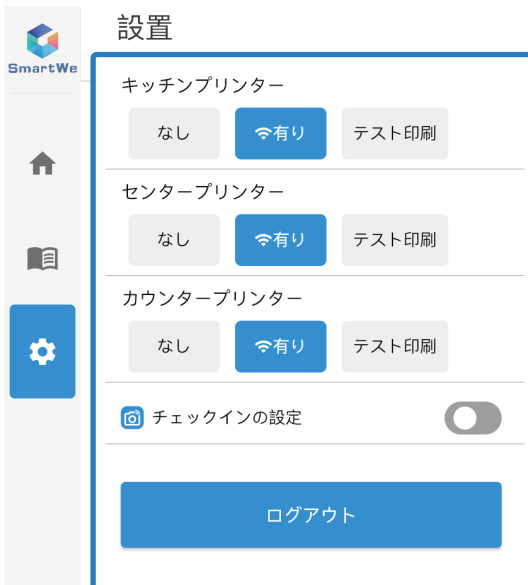 設置
SmartWe
キッチンプリンター
なし 有り テスト印刷
センタープリンター
なし 有り テスト印刷
カウンタープリンター
なし 有り テスト印刷
チェックインの設定
ログアウト